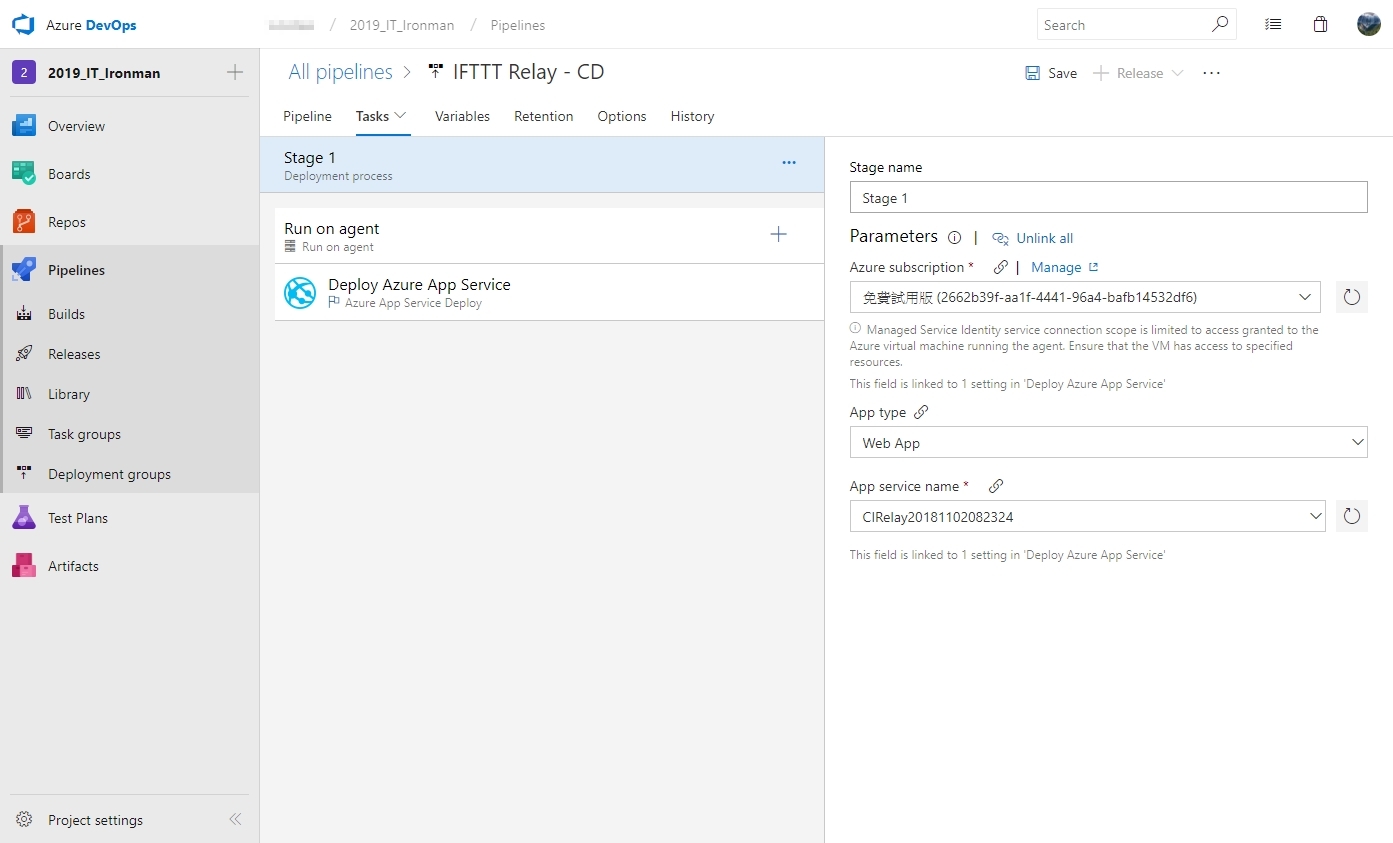 Azure DevOps
/ 2019_IT_Ironman / Pipelines
Search
2 2019_IT_Ironman
Overview
Boards
Repos
Pipelines
Builds
Releases
Library
Task groups
Deployment groups
Test Plans
Artifacts
Project settings
All pipelines > IFTTT Relay - CD
Save
Release
...
Pipeline
Tasks
Variables
Retention
Options
History
Stage 1
Deployment process
...
Run on agent
Run on agent
Deploy Azure App Service
Azure App Service Deploy
Stage name
Stage 1
Parameters | Unlink all
Azure subscription * | Manage
免費試用版 (2662b39f-aa1f-4441-96a4-bafb14532df6)
Managed Service Identity service connection scope is limited to access granted to the
Azure virtual machine running the agent. Ensure that the VM has access to specified
resources.
This field is linked to 1 setting in 'Deploy Azure App Service'
App type
Web App
App service name *
CIRelay20181102082324
This field is linked to 1 setting in 'Deploy Azure App Service'